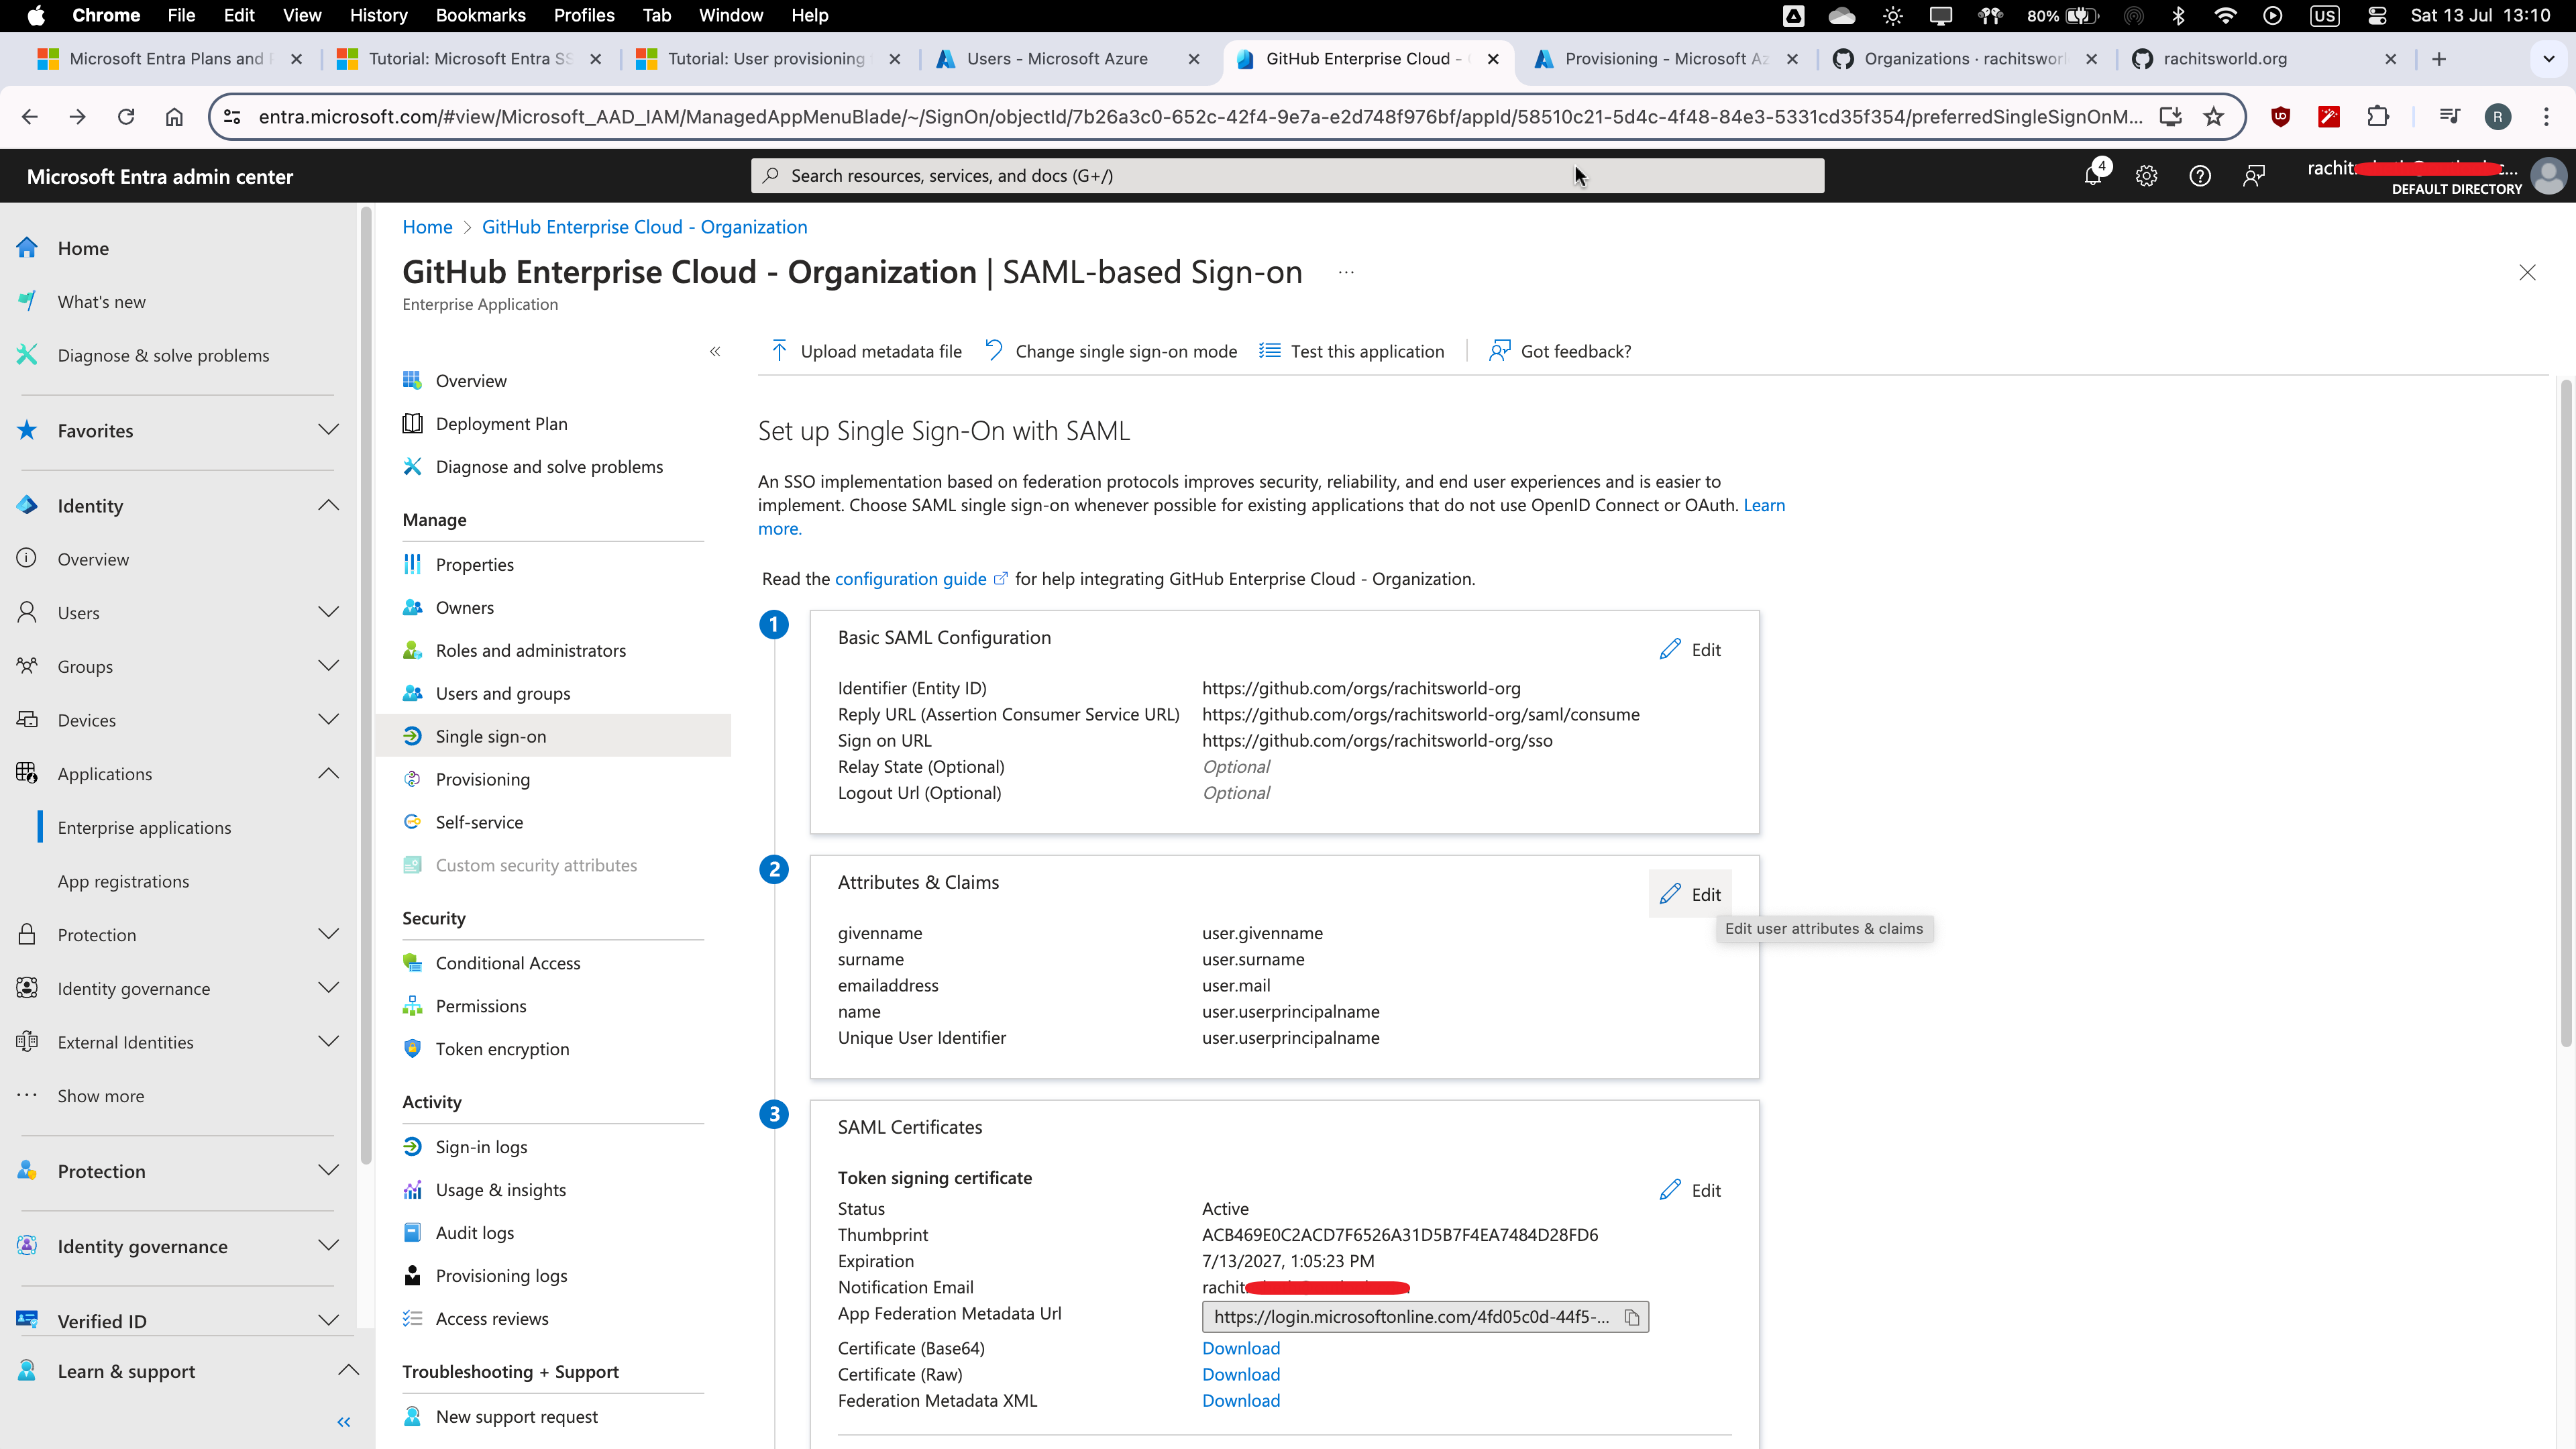 Chrome File Edit View History Bookmarks Profiles Tab Window Help 80% US Sat 13 Jul 13:10
Microsoft Entra Plans and Tutorial: Microsoft Entra SS Tutorial: User provisioning Users - Microsoft Azure GitHub Enterprise Cloud - Provisioning - Microsoft Az Organizations · rachitsworl rachitsworld.org
entra.microsoft.com/#view/Microsoft_AAD_IAM/ManagedAppMenuBlade/~/SignOn/objectId/7b26a3c0-652c-42f4-9e7a-e2d748f976bf/appId/58510c21-5d4c-4f48-84e3-5331cd35f354/preferredSingleSignOnM... R
Microsoft Entra admin center
Search resources, services, and docs (G+/)
4
rachit c...
DEFAULT DIRECTORY
Home
What's new
Diagnose & solve problems
Favorites
Identity
Overview
Users
Groups
Devices
Applications
Enterprise applications
App registrations
Protection
Identity governance
External Identities
Show more
Protection
Identity governance
Verified ID
Learn & support
Home > GitHub Enterprise Cloud - Organization
GitHub Enterprise Cloud - Organization | SAML-based Sign-on ...
Enterprise Application
Overview
Deployment Plan
Diagnose and solve problems
Manage
Properties
Owners
Roles and administrators
Users and groups
Single sign-on
Provisioning
Self-service
Custom security attributes
Security
Conditional Access
Permissions
Token encryption
Activity
Sign-in logs
Usage & insights
Audit logs
Provisioning logs
Access reviews
Troubleshooting + Support
New support request
Upload metadata file Change single sign-on mode Test this application Got feedback?
Set up Single Sign-On with SAML
An SSO implementation based on federation protocols improves security, reliability, and end user experiences and is easier to
implement. Choose SAML single sign-on whenever possible for existing applications that do not use OpenID Connect or OAuth. Learn
more.
Read the configuration guide for help integrating GitHub Enterprise Cloud - Organization.
1
Basic SAML Configuration
Edit
Identifier (Entity ID) https://github.com/orgs/rachitsworld-org
Reply URL (Assertion Consumer Service URL) https://github.com/orgs/rachitsworld-org/saml/consume
Sign on URL https://github.com/orgs/rachitsworld-org/sso
Relay State (Optional) Optional
Logout Url (Optional) Optional
2
Attributes & Claims
Edit
Edit user attributes & claims
givenname user.givenname
surname user.surname
emailaddress user.mail
name user.userprincipalname
Unique User Identifier user.userprincipalname
3
SAML Certificates
Token signing certificate
Edit
Status Active
Thumbprint ACB469E0C2ACD7F6526A31D5B7F4EA7484D28FD6
Expiration 7/13/2027, 1:05:23 PM
Notification Email rachit
App Federation Metadata Url https://login.microsoftonline.com/4fd05c0d-44f5-...
Certificate (Base64) Download
Certificate (Raw) Download
Federation Metadata XML Download